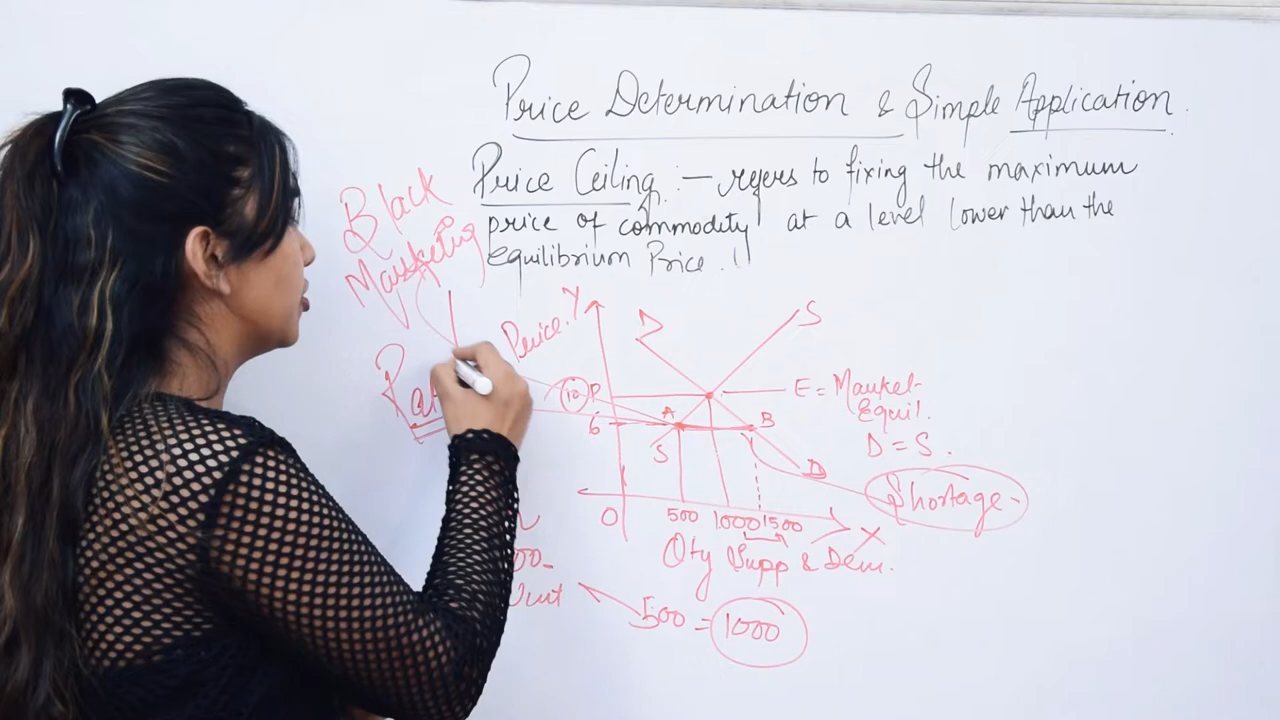 Price Determination & Simple Application.
Price Ceiling :- refers to fixing the maximum
price of commodity at a level lower than the
equilibrium Price.
Black
Marketing
Price. Y
S
D
10
P
E = Market
Equil.
D = S.
A
B
6
S
D
Shortage-
O
500 1000 1500
X
Qty Supp & Dem.
500 = 1000